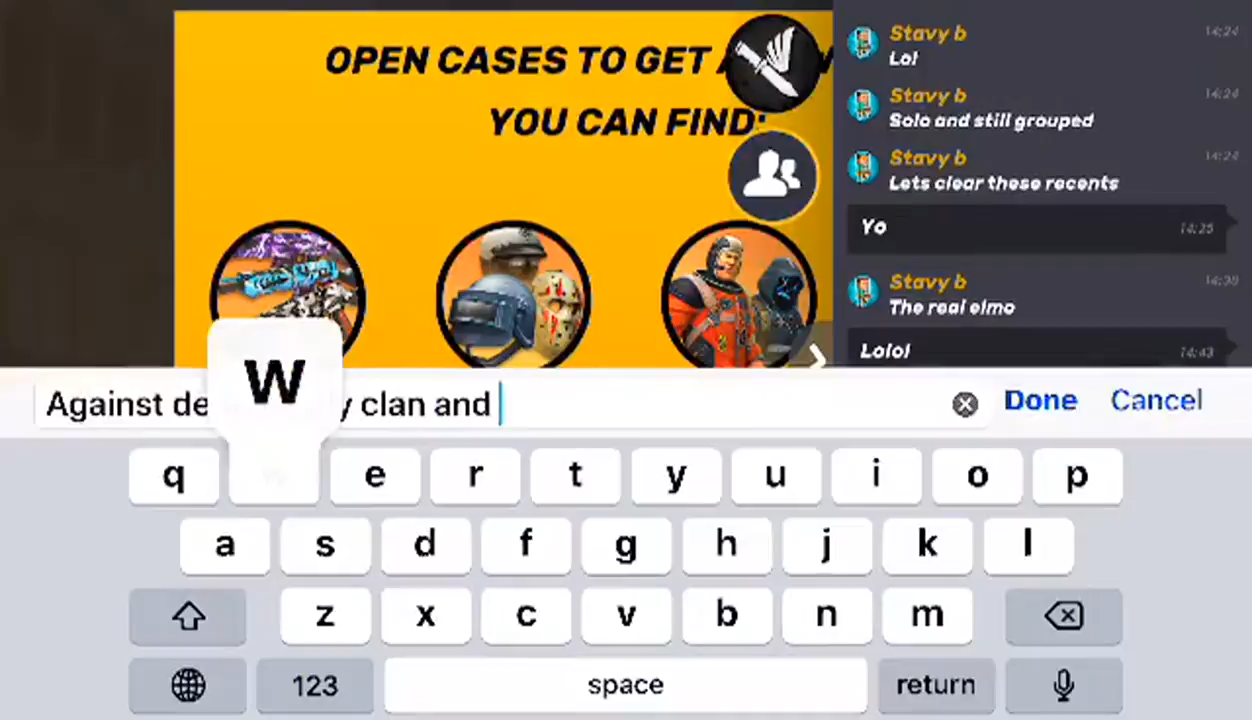 OPEN CASES TO GET
YOU CAN FIND:
Stavy b 14:24
Lol
Stavy b 14:24
Solo and still grouped
Stavy b 14:24
Lets clear these recents
Yo 14:25
Stavy b
The real elmo
Lolol 14:43
W
Against de y clan and
Done
Cancel
q e r t y u i o p
a s d f g h j k l
z x c v b n m
123 space return